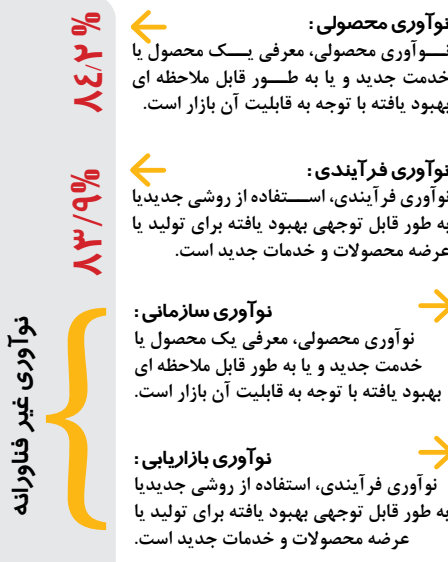 نوآوری محصولی:
نوآوری محصولی، معرفی یک محصول یا
خدمت جدید و یا به طور قابل ملاحظه ای
بهبود یافته با توجه به قابلیت آن بازار است.
۸٤/۲%
نوآوری فرآیندی:
نوآوری فرآیندی، استفاده از روشی جدیدیا
به طور قابل توجهی بهبود یافته برای تولید یا
عرضه محصولات و خدمات جدید است.
۸۳/۹%
نوآوری سازمانی:
نوآوری محصولی، معرفی یک محصول یا
خدمت جدید و یا به طور قابل ملاحظه ای
بهبود یافته با توجه به قابلیت آن بازار است.
نوآوری بازاریابی:
نوآوری فرآیندی، استفاده از روشی جدیدیا
به طور قابل توجهی بهبود یافته برای تولید یا
عرضه محصولات و خدمات جدید است.
نوآوری غیر فناورانه